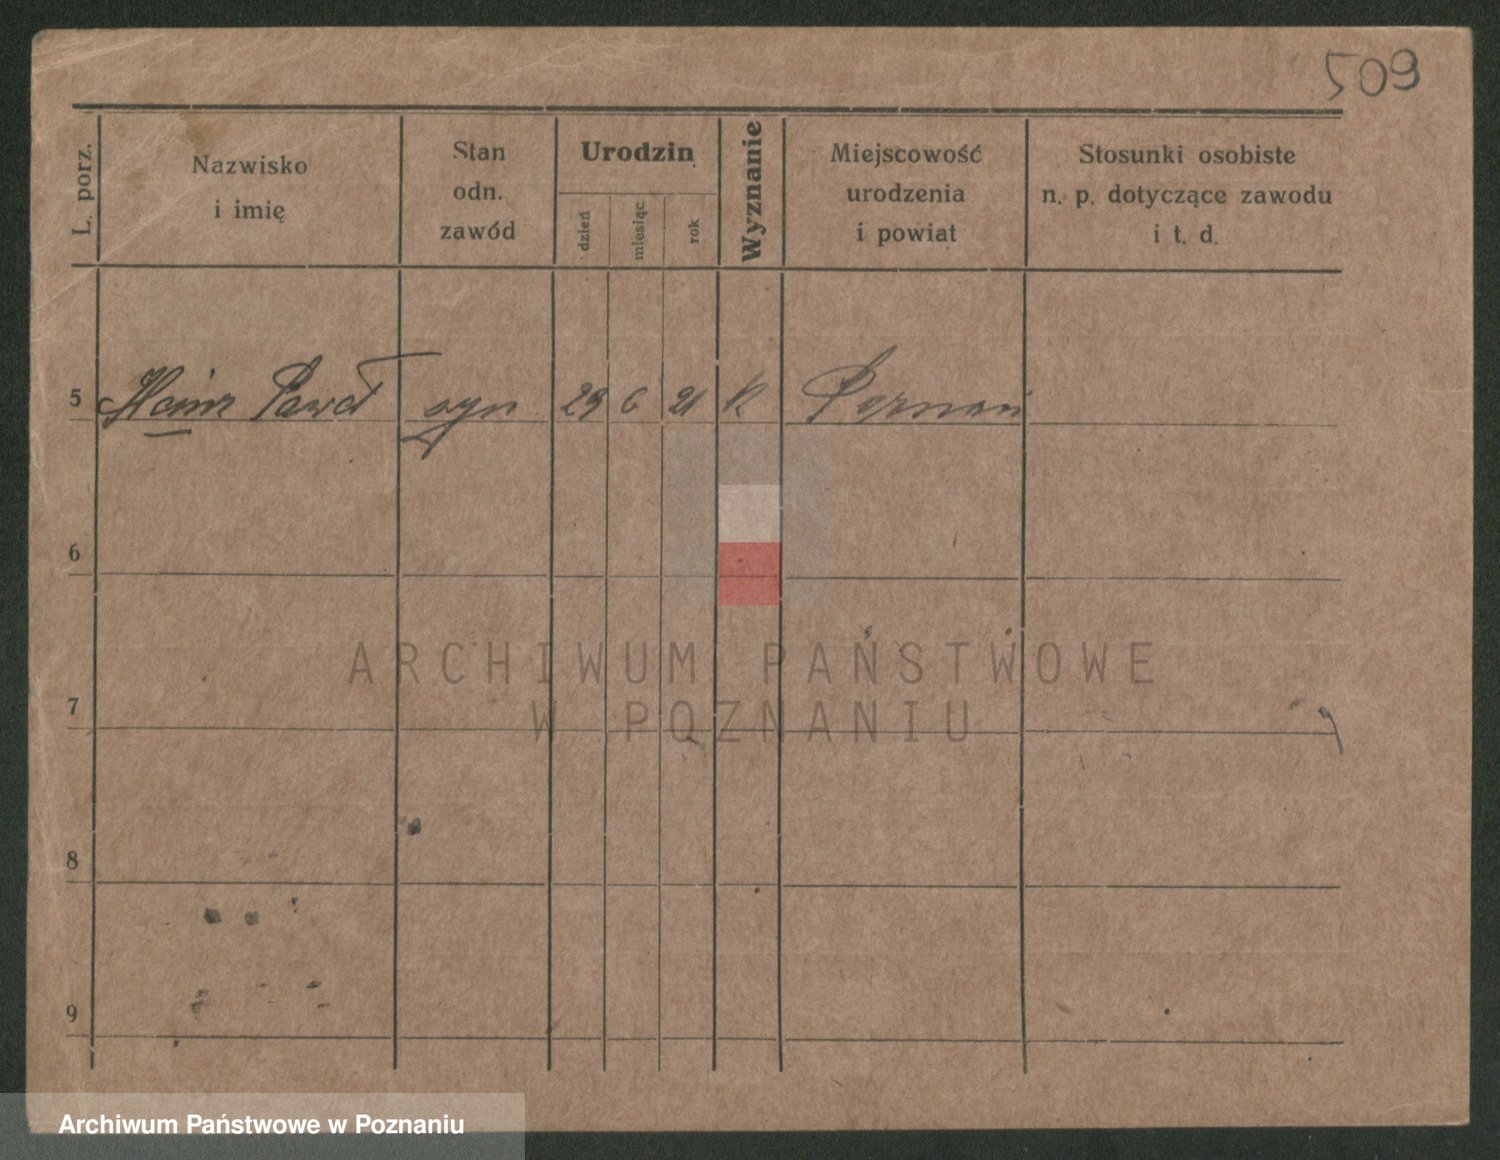 509
L. porz.
Nazwisko
i imię
Stan
odn.
zawód
Urodzin
dzień
miesiąc
rok
Wyznanie
Miejscowość
urodzenia
i powiat
Stosunki osobiste
n. p. dotyczące zawodu
i t. d.
5 Paweł syn 29 6 21 k Poznań
6
ARCHIWUM PAŃSTWOWE
W POZNANIU
7
8
9
Archiwum Państwowe w Poznaniu